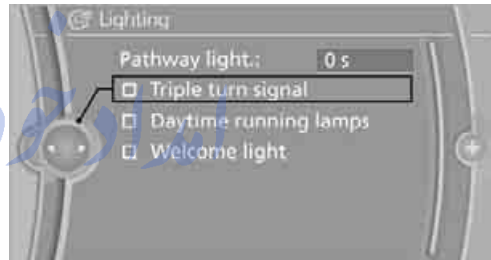 Lighting
Pathway light.: 0 s
Triple turn signal
Daytime running lamps
Welcome light